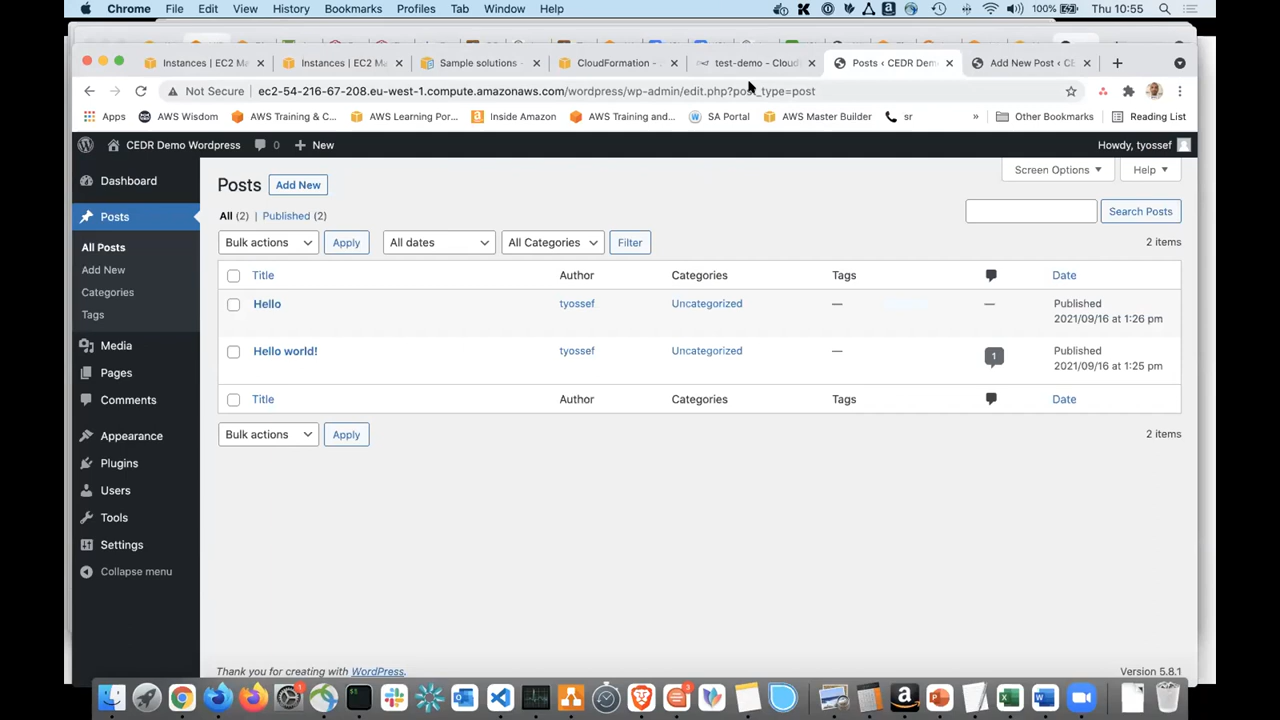 Chrome File Edit View History Bookmarks Profiles Tab Window Help 100% Thu 10:55
Instances | EC2 Ma Instances | EC2 Ma Sample solutions - CloudFormation - test-demo - Cloud Posts ‹ CEDR Dem Add New Post ‹ CE
Not Secure ec2-54-216-67-208.eu-west-1.compute.amazonaws.com/wordpress/wp-admin/edit.php?post_type=post
Apps AWS Wisdom AWS Training & C... AWS Learning Por... Inside Amazon AWS Training and... SA Portal AWS Master Builder sr » Other Bookmarks Reading List
CEDR Demo Wordpress 0 + New Howdy, tyossef
Dashboard
Posts
All Posts
Add New
Categories
Tags
Media
Pages
Comments
Appearance
Plugins
Users
Tools
Settings
Collapse menu
Screen Options Help
Posts Add New
All (2) | Published (2)
Search Posts
Bulk actions Apply All dates All Categories Filter 2 items
Title Author Categories Tags Date
Hello tyossef Uncategorized — — Published
2021/09/16 at 1:26 pm
Hello world! tyossef Uncategorized — 1 Published
2021/09/16 at 1:25 pm
Title Author Categories Tags Date
Bulk actions Apply 2 items
Thank you for creating with WordPress. Version 5.8.1